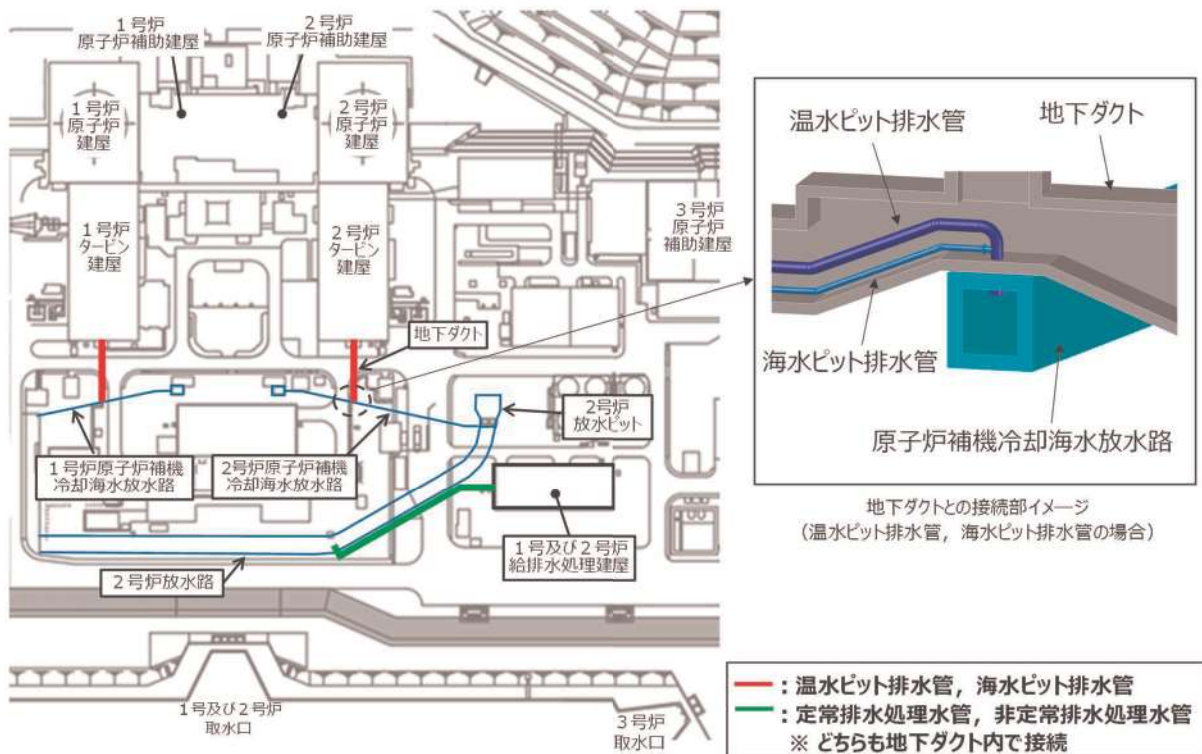 1号炉
原子炉補助建屋
2号炉
原子炉補助建屋
1号炉
原子炉
建屋
2号炉
原子炉
建屋
1号炉
タービン
建屋
2号炉
タービン
建屋
3号炉
原子炉
補助建屋
地下ダクト
2号炉
放水ピット
1号炉原子炉補機
冷却海水放水路
2号炉原子炉補機
冷却海水放水路
2号炉放水路
1号及び2号炉
給排水処理建屋
1号及び2号炉
取水口
3号炉
取水口
温水ピット排水管
地下ダクト
海水ピット排水管
原子炉補機冷却海水放水路
地下ダクトとの接続部イメージ
(温水ピット排水管，海水ピット排水管の場合)
：温水ピット排水管，海水ピット排水管
：定常排水処理水管，非定常排水処理水管
※ どちらも地下ダクト内で接続